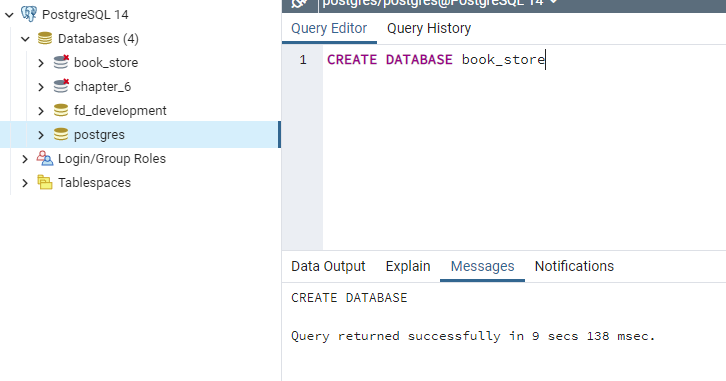 PostgreSQL 14
Databases (4)
book_store
chapter_6
fd_development
postgres
Login/Group Roles
Tablespaces
postgres/postgres@PostgreSQL 14
Query Editor Query History
1 CREATE DATABASE book_store
Data Output Explain Messages Notifications
CREATE DATABASE
Query returned successfully in 9 secs 138 msec.